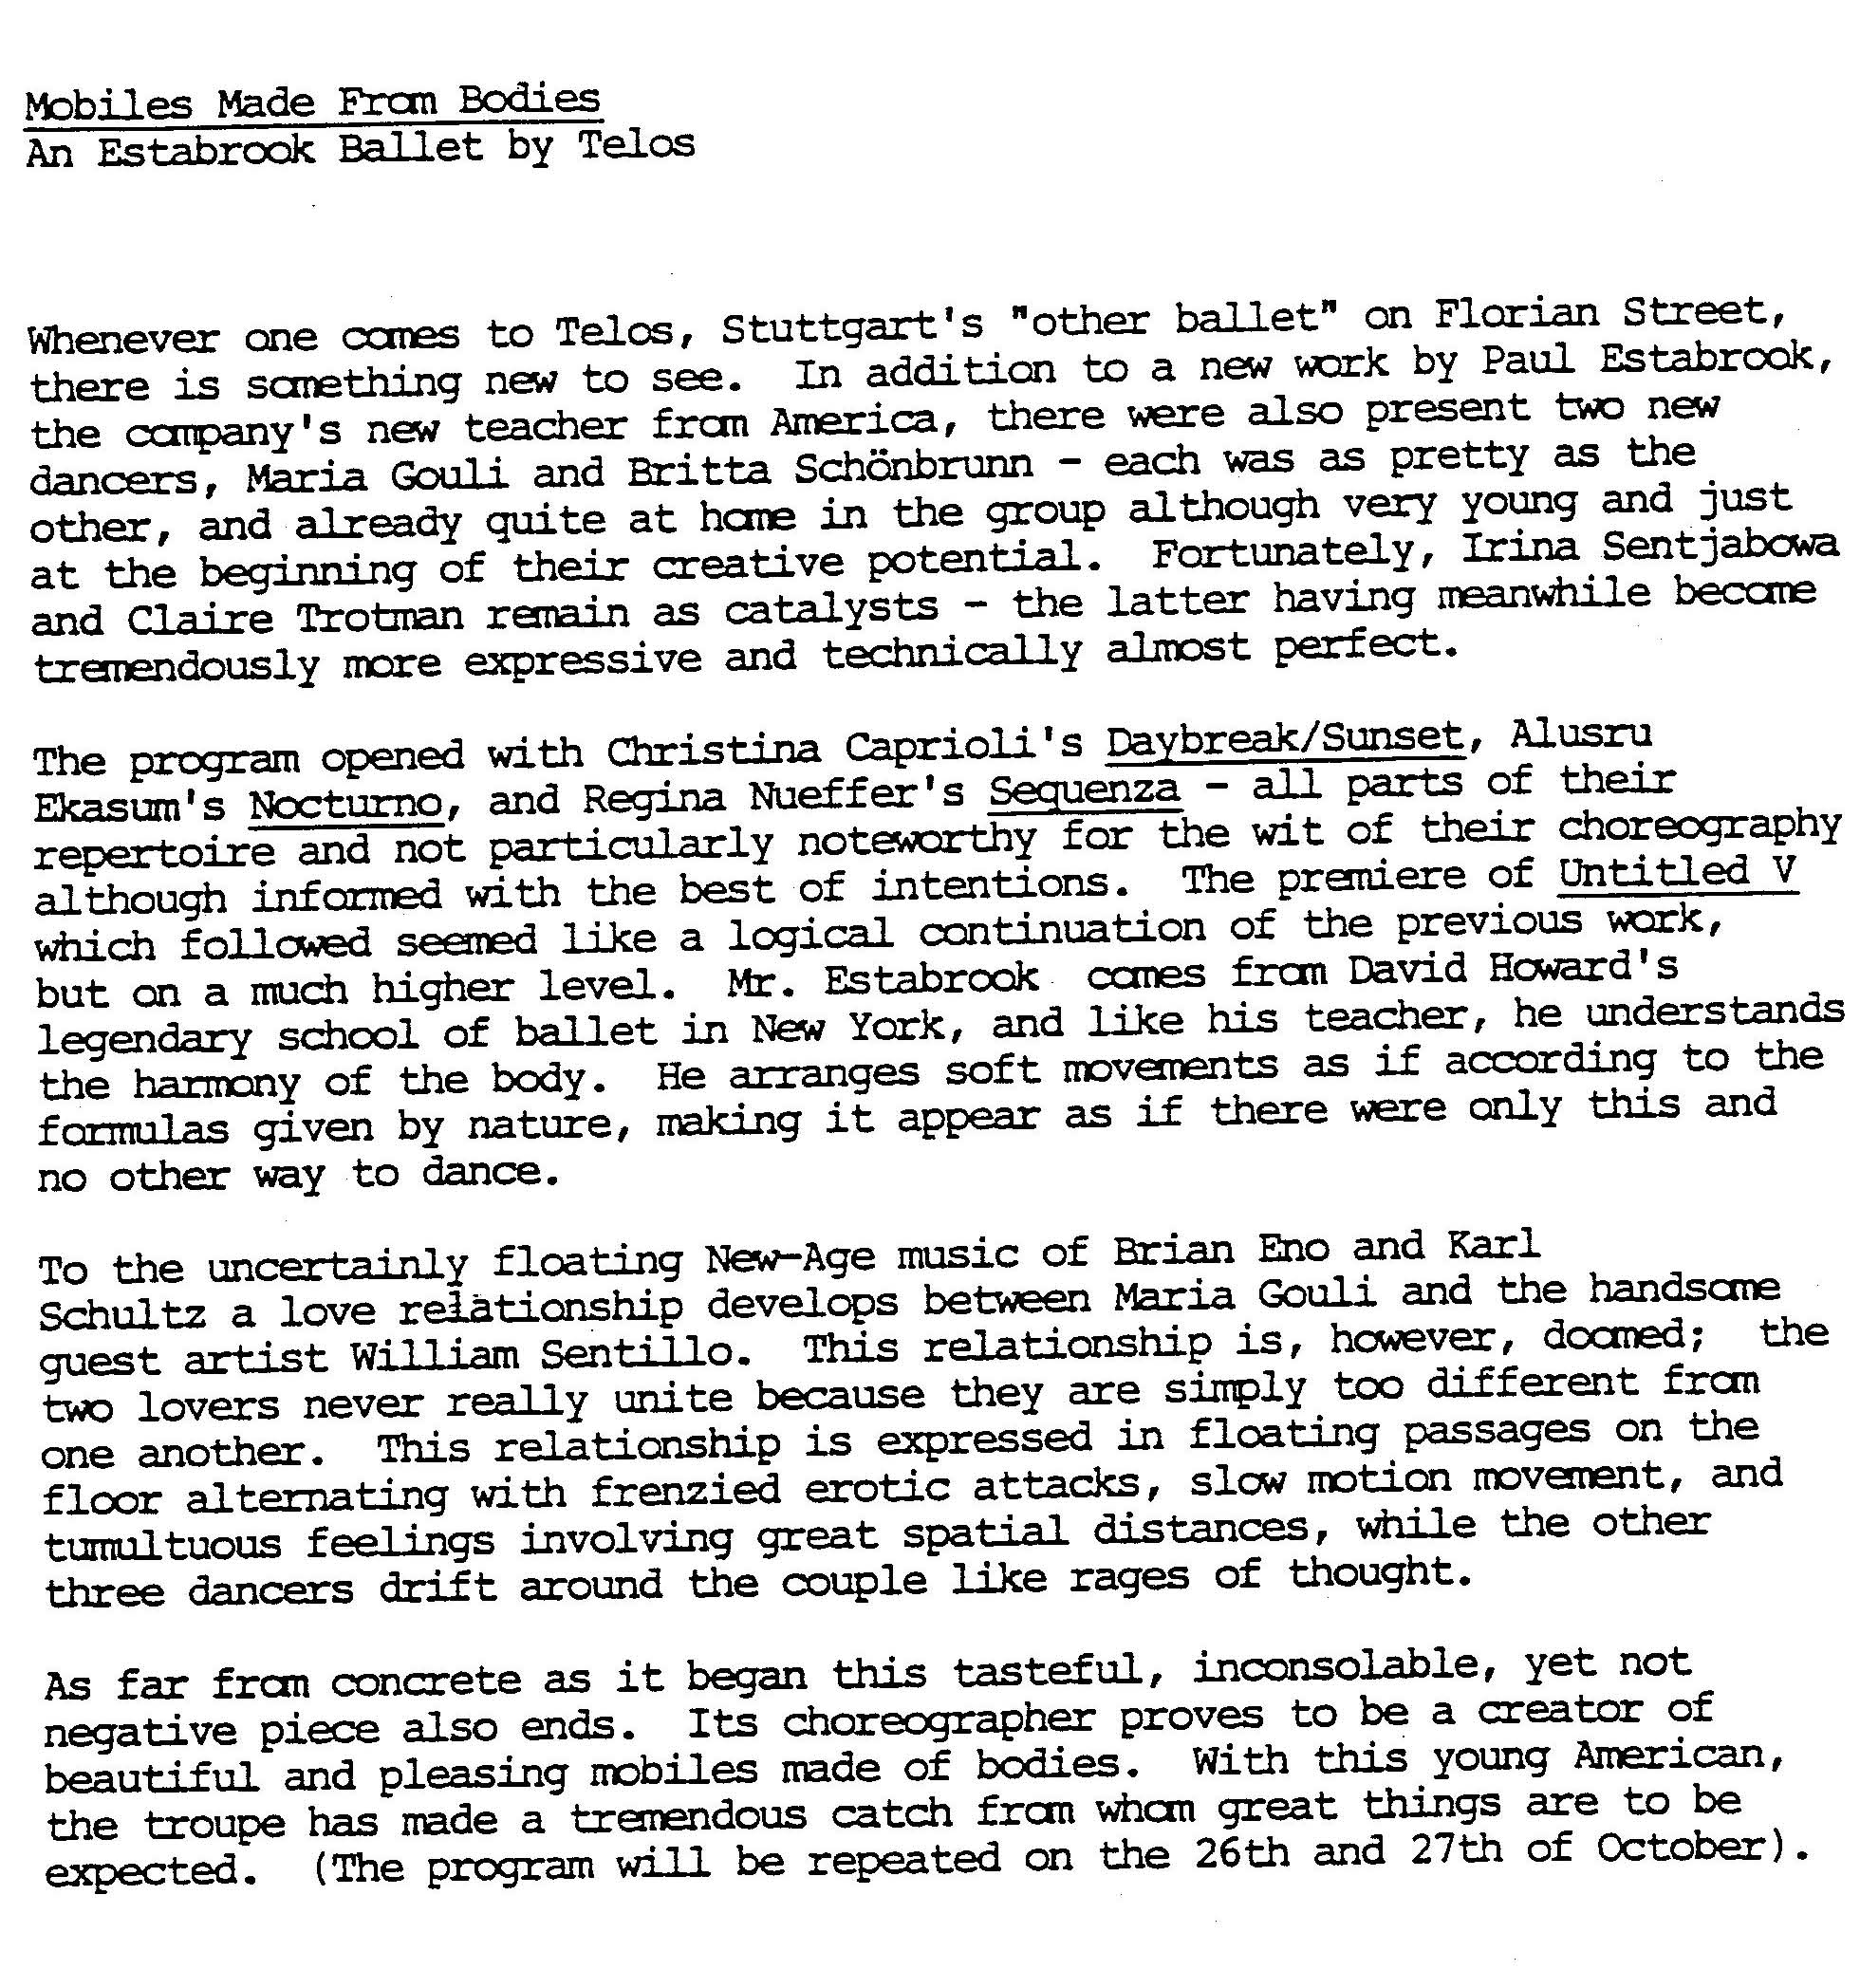 Mobiles Made From Bodies
An Estabrook Ballet by Telos
Whenever one comes to Telos, Stuttgart's "other ballet" on Florian Street,
there is something new to see.  In addition to a new work by Paul Estabrook,
the company's new teacher from America, there were also present two new
dancers, Maria Gouli and Britta Schönbrunn - each was as pretty as the
other, and already quite at home in the group although very young and just
at the beginning of their creative potential.  Fortunately, Irina Sentjabowa
and Claire Trotman remain as catalysts - the latter having meanwhile become
tremendously more expressive and technically almost perfect.
The program opened with Christina Caprioli's Daybreak/Sunset, Alusru
Ekasum's Nocturno, and Regina Nueffer's Sequenza - all parts of their
repertoire and not particularly noteworthy for the wit of their choreography
although informed with the best of intentions.  The premiere of Untitled V
which followed seemed like a logical continuation of the previous work,
but on a much higher level.  Mr. Estabrook comes from David Howard's
legendary school of ballet in New York, and like his teacher, he understands
the harmony of the body.  He arranges soft movements as if according to the
formulas given by nature, making it appear as if there were only this and
no other way to dance.
To the uncertainly floating New-Age music of Brian Eno and Karl
Schultz a love relationship develops between Maria Gouli and the handsome
guest artist William Sentillo.  This relationship is, however, doomed;  the
two lovers never really unite because they are simply too different from
one another.  This relationship is expressed in floating passages on the
floor alternating with frenzied erotic attacks, slow motion movement, and
tumultuous feelings involving great spatial distances, while the other
three dancers drift around the couple like rages of thought.
As far from concrete as it began this tasteful, inconsolable, yet not
negative piece also ends.  Its choreographer proves to be a creator of
beautiful and pleasing mobiles made of bodies.  With this young American,
the troupe has made a tremendous catch from whom great things are to be
expected.  (The program will be repeated on the 26th and 27th of October).